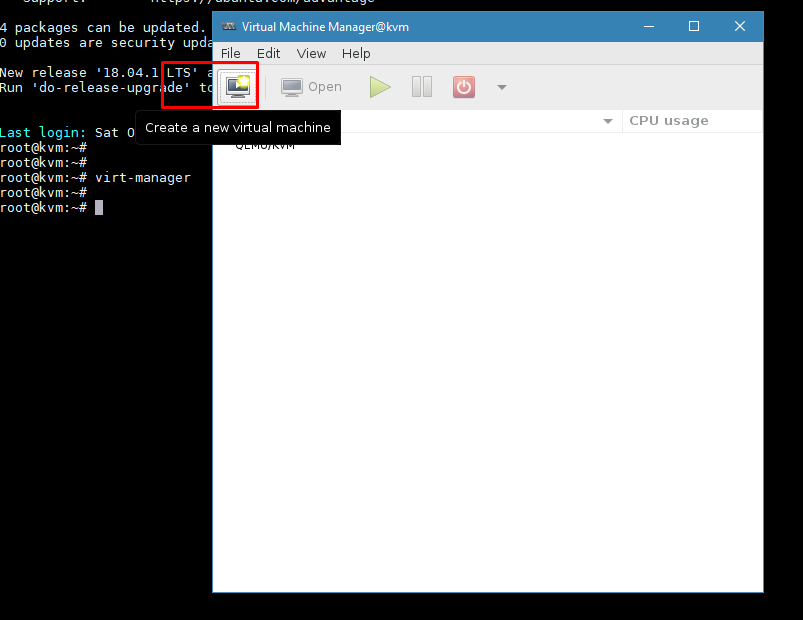 Support: https://ubuntu.com/advantage
4 packages can be updated.
0 updates are security upda
New release '18.04.1 LTS' a
Run 'do-release-upgrade' to
Last login: Sat O
root@kvm:~#
root@kvm:~#
root@kvm:~# virt-manager
root@kvm:~#
root@kvm:~#
Virtual Machine Manager@kvm
File Edit View Help
Open
Create a new virtual machine
CPU usage
QEMU/KVM